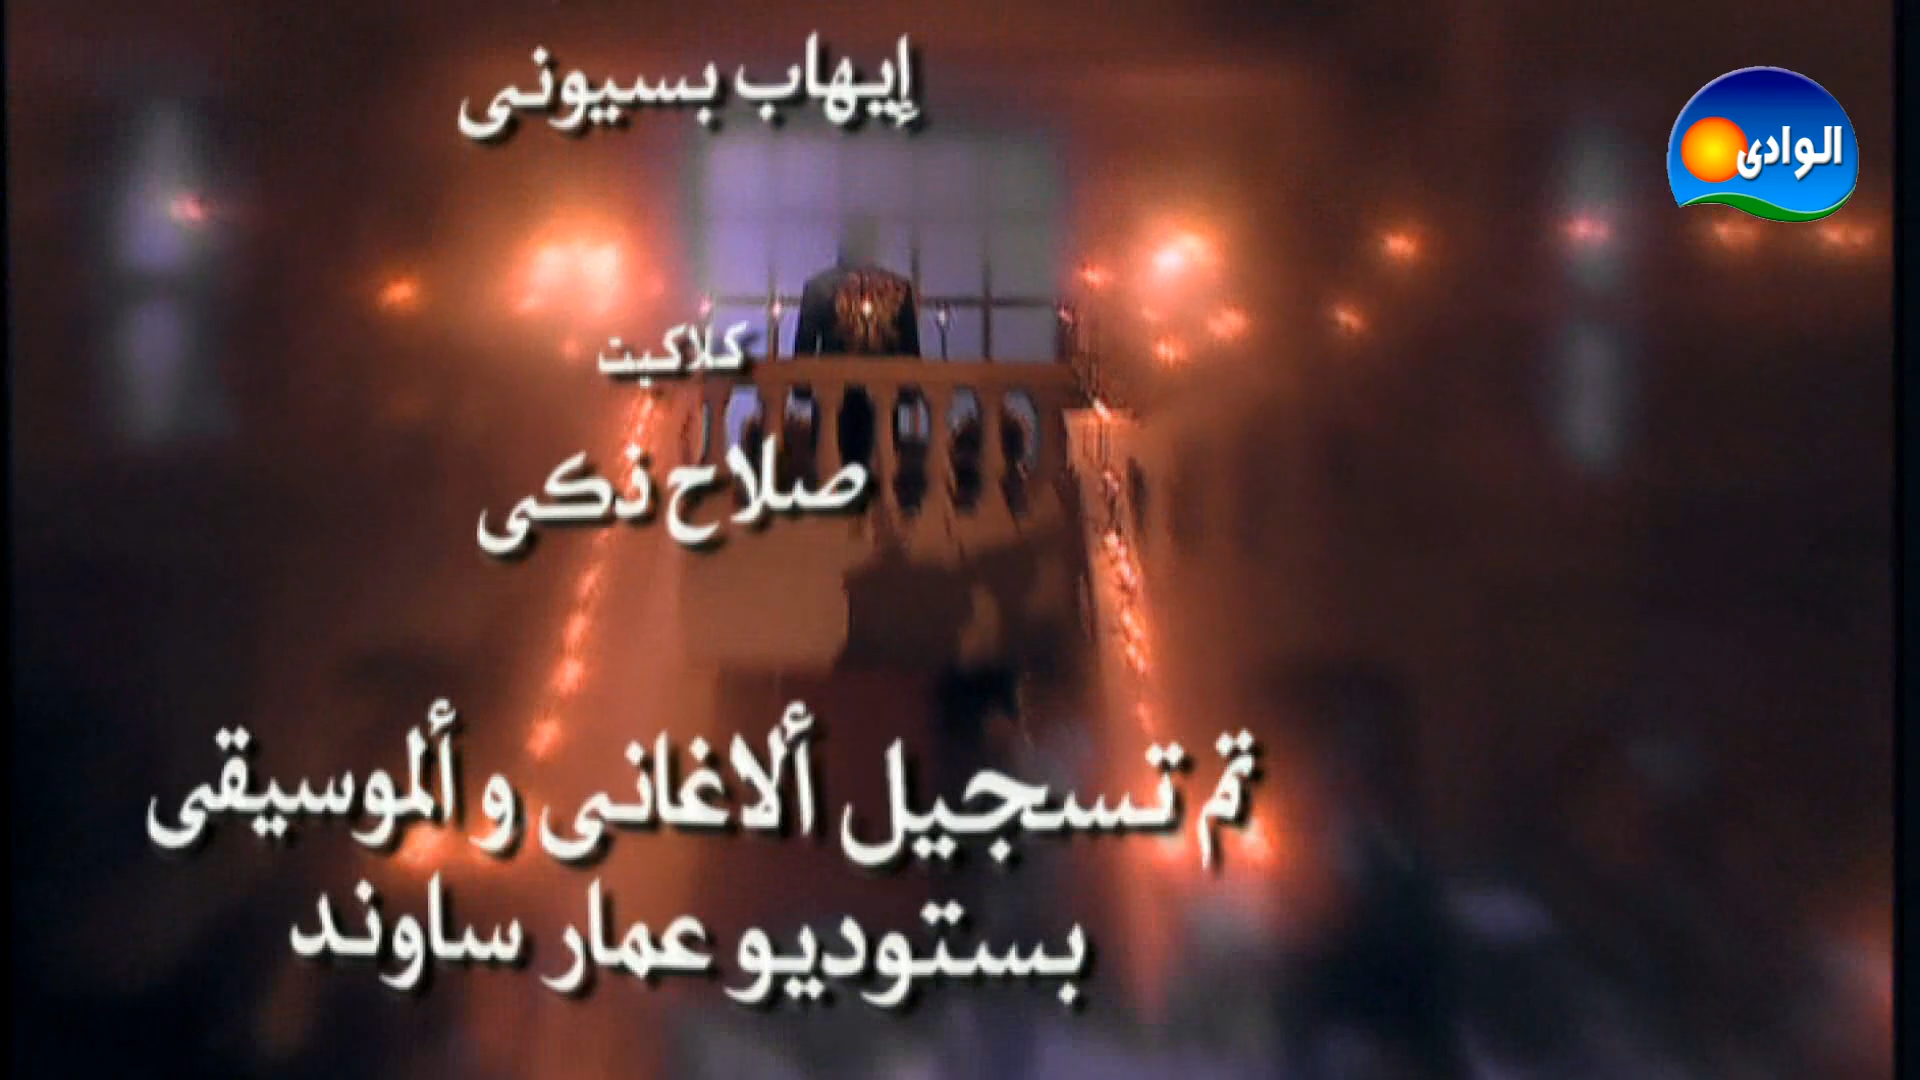 إيهاب بسيونى
الوادى
كلاكيت
صلاح ذكى
تم تسجيل ألاغانى و ألموسيقى
بستوديو عمار ساوند